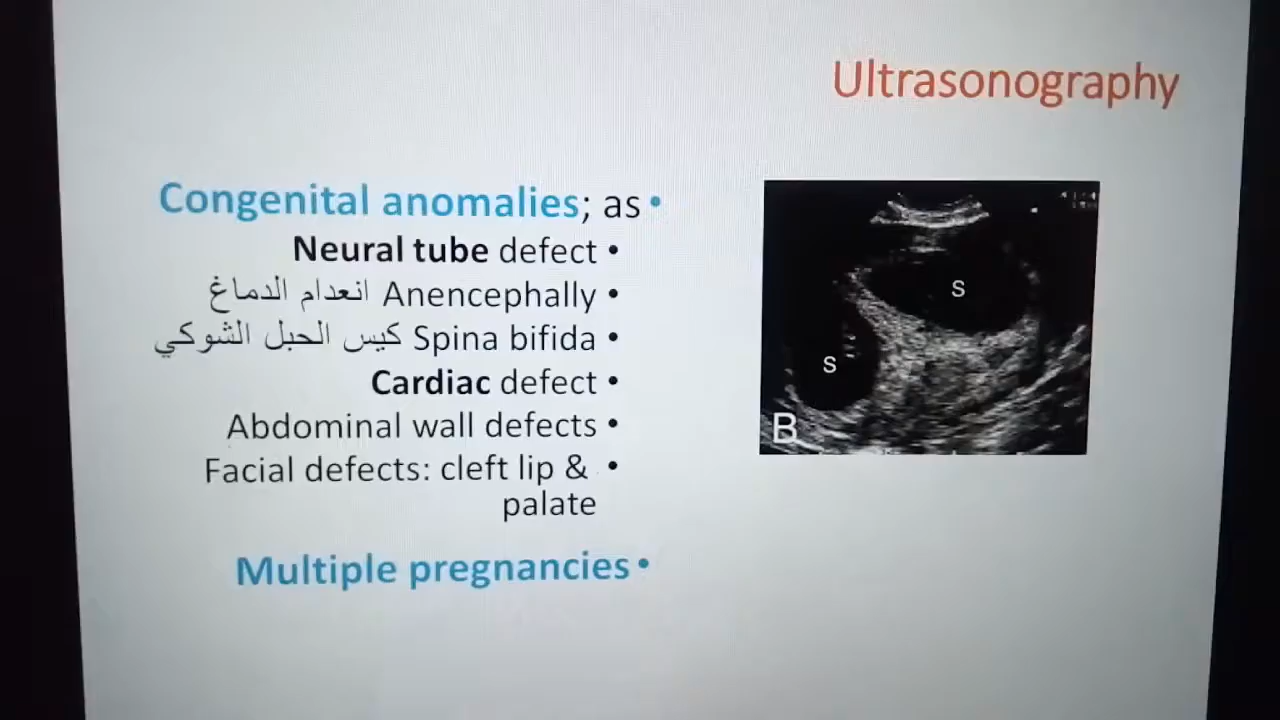 Ultrasonography
• Congenital anomalies; as
• Neural tube defect
• Anencephally انعدام الدماغ
• Spina bifida كيس الحبل الشوكي
• Cardiac defect
• Abdominal wall defects
• Facial defects: cleft lip &
palate
• Multiple pregnancies
S
S
B